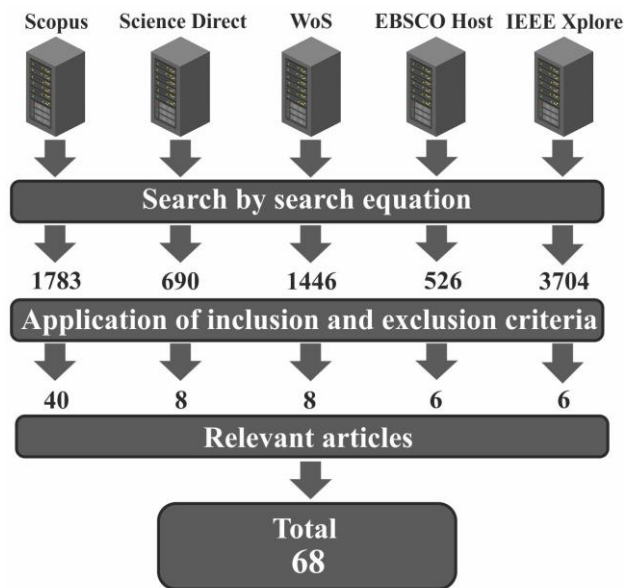 Scopus Science Direct WoS EBSCO Host IEEE Xplore
Search by search equation
1783 690 1446 526 3704
Application of inclusion and exclusion criteria
40 8 8 6 6
Relevant articles
Total
68